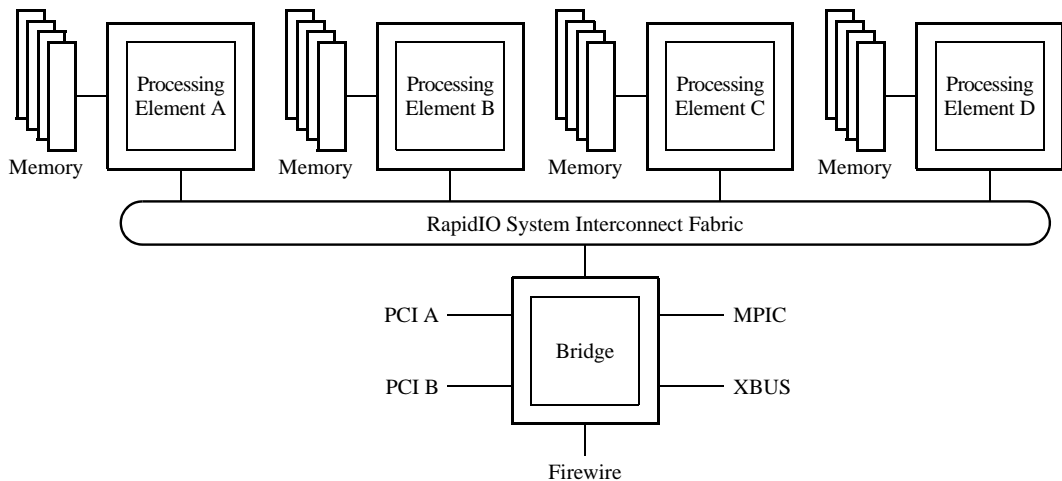 Processing
Element A
Processing
Element B
Processing
Element C
Processing
Element D
Memory
Memory
Memory
Memory
RapidIO System Interconnect Fabric
PCI A
MPIC
Bridge
PCI B
XBUS
Firewire